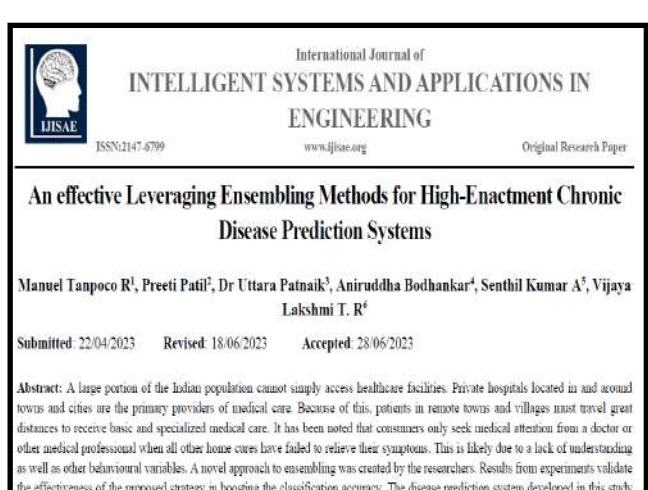 International Journal of
INTELLIGENT SYSTEMS AND APPLICATIONS IN
ENGINEERING
IJISAE
ISSN:2147-6799 www.ijisae.org Original Research Paper
An effective Leveraging Ensembling Methods for High-Enactment Chronic
Disease Prediction Systems
Manuel Tanpoco R¹, Preeti Patil², Dr Uttara Patnaik³, Aniruddha Bodhankar⁴, Senthil Kumar A⁵, Vijaya
Lakshmi T. R⁶
Submitted: 22/04/2023 Revised: 18/06/2023 Accepted: 28/06/2023
Abstract: A large portion of the Indian population cannot simply access healthcare facilities. Private hospitals located in and around
towns and cities are the primary providers of medical care. Because of this, patients in remote towns and villages must travel great
distances to receive basic and specialized medical care. It has been noted that consumers only seek medical attention from a doctor or
other medical professional when all other home cures have failed to relieve their symptoms. This is likely due to a lack of understanding
as well as other behavioural variables. A novel approach to ensembling was created by the researchers. Results from experiments validate
the effectiveness of the proposed strategy in boosting the classification accuracy. The disease prediction system developed in this study